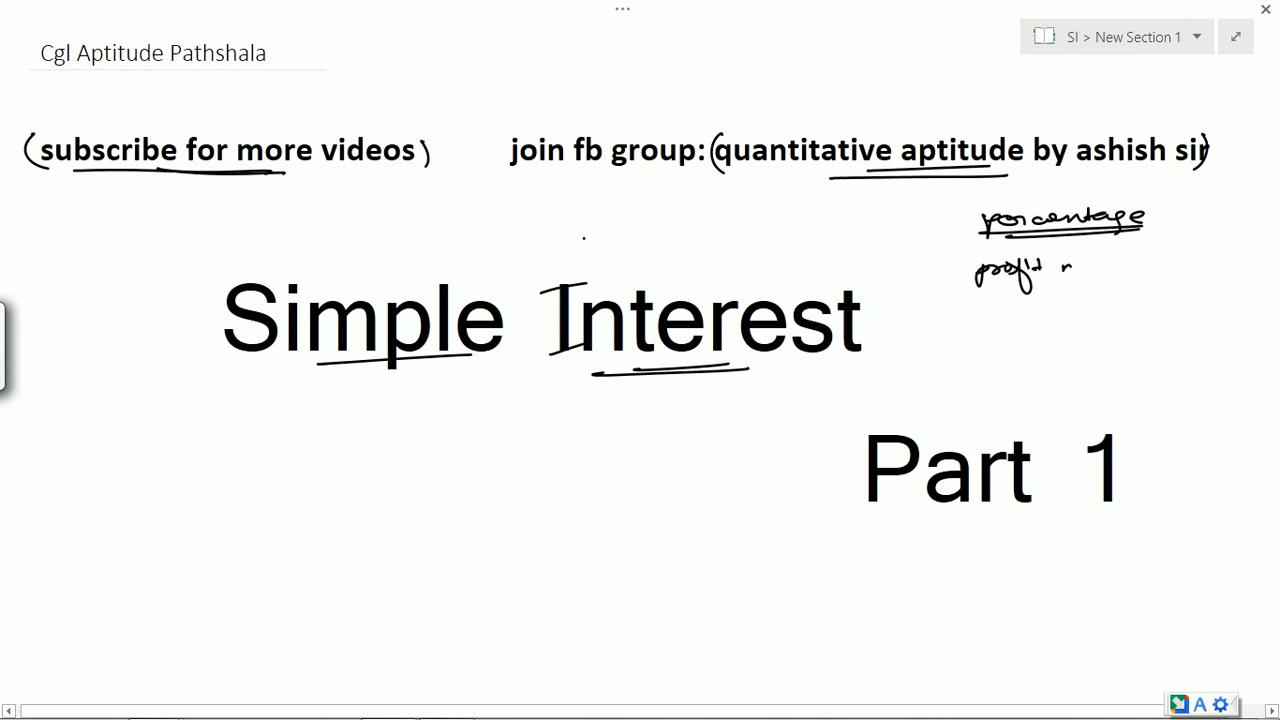 Cgl Aptitude Pathshala
SI > New Section 1
(subscribe for more videos) join fb group: (quantitative aptitude by ashish sir)
percentage
profit
Simple Interest
Part 1
A